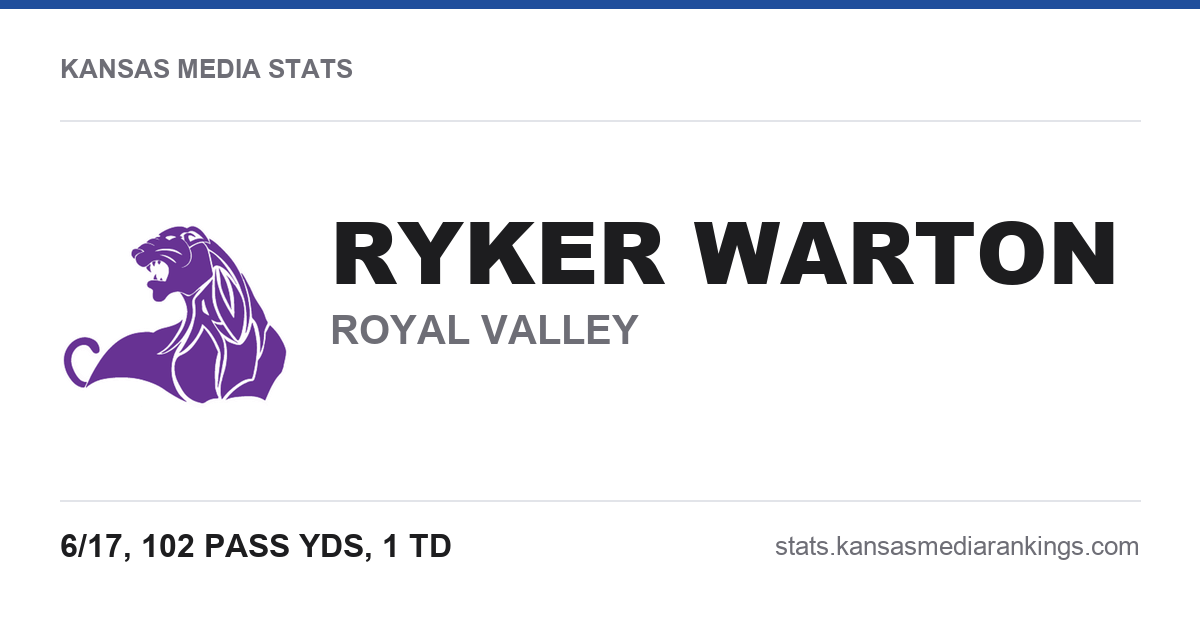 KANSAS MEDIA STATS
RYKER WARTON
ROYAL VALLEY
6/17, 102 PASS YDS, 1 TD
stats.kansasmediarankings.com